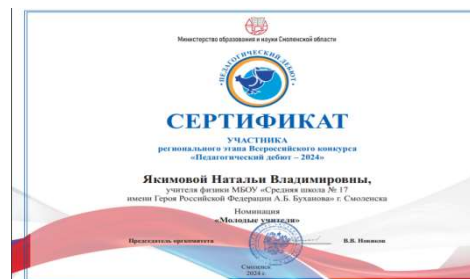 Министерство образования и науки Смоленской области
ПЕДАГОГИЧЕСКИЙ ДЕБЮТ
СЕРТИФИКАТ
УЧАСТНИКА
регионального этапа Всероссийского конкурса
«Педагогический дебют – 2024»
Якимовой Натальи Владимировны,
учителя физики МБОУ «Средняя школа № 17
имени Героя Российской Федерации А.Б. Буханова» г. Смоленска
Номинация
«Молодые учителя»
Председатель оргкомитета
В.В. Новиков
Смоленск
2024 г.